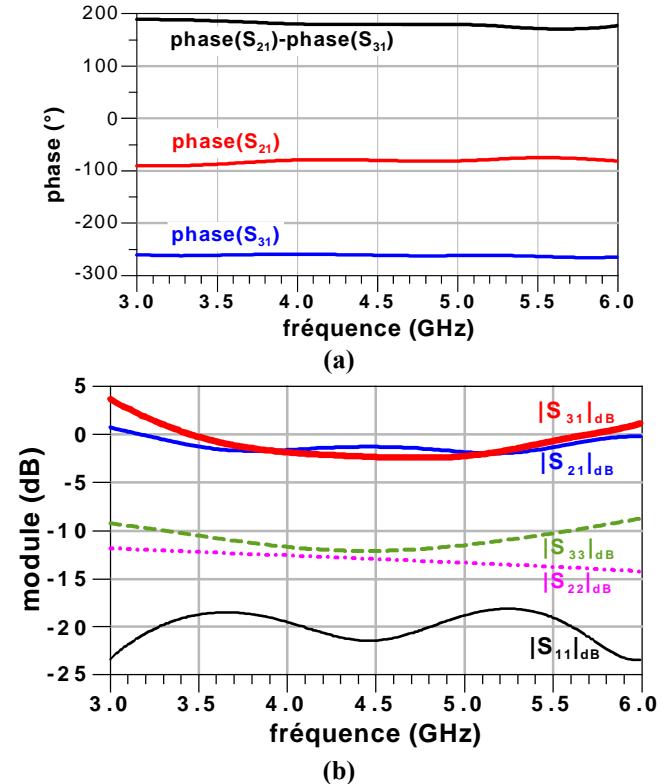 200
100
0
-100
-200
-300
phase (°)
phase(S21)-phase(S31)
phase(S21)
phase(S31)
3.0 3.5 4.0 4.5 5.0 5.5 6.0
fréquence (GHz)
(a)
5
0
-5
-10
-15
-20
-25
module (dB)
|S31|dB
|S21|dB
|S33|dB
|S22|dB
|S11|dB
3.0 3.5 4.0 4.5 5.0 5.5 6.0
fréquence (GHz)
(b)